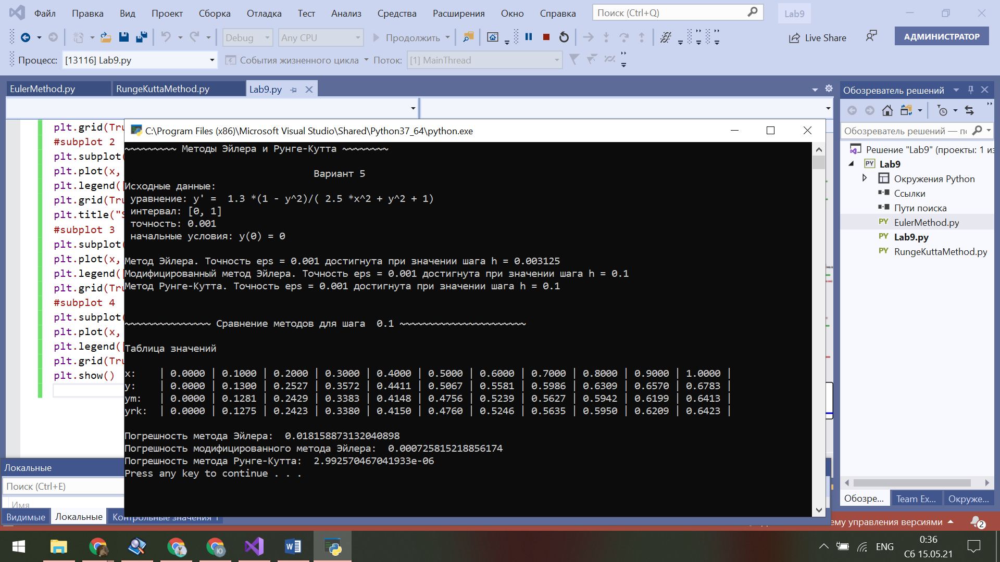 Файл Правка Вид Проект Сборка Отладка Тест Анализ Средства Расширения Окно Справка Поиск (Ctrl+Q) Lab9
Debug Any CPU Продолжить Live Share АДМИНИСТРАТОР
Процесс: [13116] Lab9.py События жизненного цикла Поток: [1] MainThread
EulerMethod.py RungeKuttaMethod.py Lab9.py
plt.grid(Tru
#subplot 2
plt.subplot(
plt.plot(x,
plt.legend([
plt.grid(Tru
plt.title("S
#subplot 3
plt.subplot(
plt.plot(x,
plt.legend([
plt.grid(Tru
#subplot 4
plt.subplot(
plt.plot(x,
plt.legend([
plt.grid(Tru
plt.show()
C:\Program Files (x86)\Microsoft Visual Studio\Shared\Python37_64\python.exe
~~~~~~~~~ Методы Эйлера и Рунге-Кутта ~~~~~~~~
Вариант 5
Исходные данные:
уравнение: y' =  1.3 *(1 - y^2)/( 2.5 *x^2 + y^2 + 1)
интервал: [0, 1]
точность: 0.001
начальные условия: y(0) = 0
Метод Эйлера. Точность eps = 0.001 достигнута при значении шага h = 0.003125
Модифицированный метод Эйлера. Точность eps = 0.001 достигнута при значении шага h = 0.1
Метод Рунге-Кутта. Точность eps = 0.001 достигнута при значении шага h = 0.1
~~~~~~~~~~~~~~~ Сравнение методов для шага  0.1 ~~~~~~~~~~~~~~~~~~~~~~
Таблица значений
x:    | 0.0000 | 0.1000 | 0.2000 | 0.3000 | 0.4000 | 0.5000 | 0.6000 | 0.7000 | 0.8000 | 0.9000 | 1.0000 |
y:    | 0.0000 | 0.1300 | 0.2527 | 0.3572 | 0.4411 | 0.5067 | 0.5581 | 0.5986 | 0.6309 | 0.6570 | 0.6783 |
ym:   | 0.0000 | 0.1281 | 0.2429 | 0.3383 | 0.4148 | 0.4756 | 0.5239 | 0.5627 | 0.5942 | 0.6199 | 0.6413 |
yrk:  | 0.0000 | 0.1275 | 0.2423 | 0.3380 | 0.4150 | 0.4760 | 0.5246 | 0.5635 | 0.5950 | 0.6209 | 0.6423 |
Погрешность метода Эйлера:  0.018158873132040898
Погрешность модифицированного метода Эйлера:  0.000725815218856174
Погрешность метода Рунге-Кутта:  2.992570467041933e-06
Press any key to continue . . .
Обозреватель решений
Обозреватель решений — по
Решение "Lab9" (проекты: 1 из
PY Lab9
Окружения Python
Ссылки
Пути поиска
PY EulerMethod.py
PY Lab9.py
PY RungeKuttaMethod.py
Обозре... Team Ex... Окруже...
Локальные
Поиск (Ctrl+E)
Имя
Видимые Локальные Контрольные значения 1
ему управления версиями 2
ENG 0:36
Сб 15.05.21